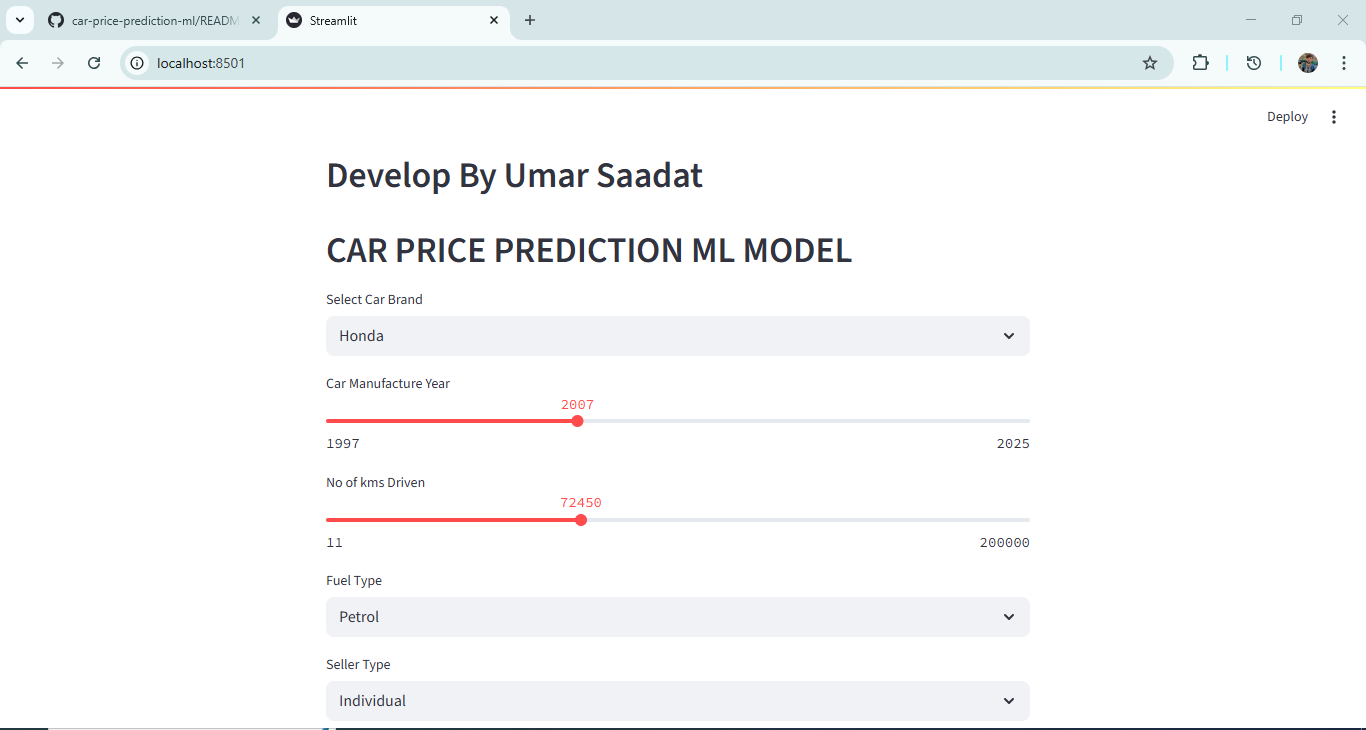 car-price-prediction-ml/READM
Streamlit
localhost:8501
Deploy
Develop By Umar Saadat
CAR PRICE PREDICTION ML MODEL
Select Car Brand
Honda
Car Manufacture Year
2007
1997 2025
No of kms Driven
72450
11 200000
Fuel Type
Petrol
Seller Type
Individual